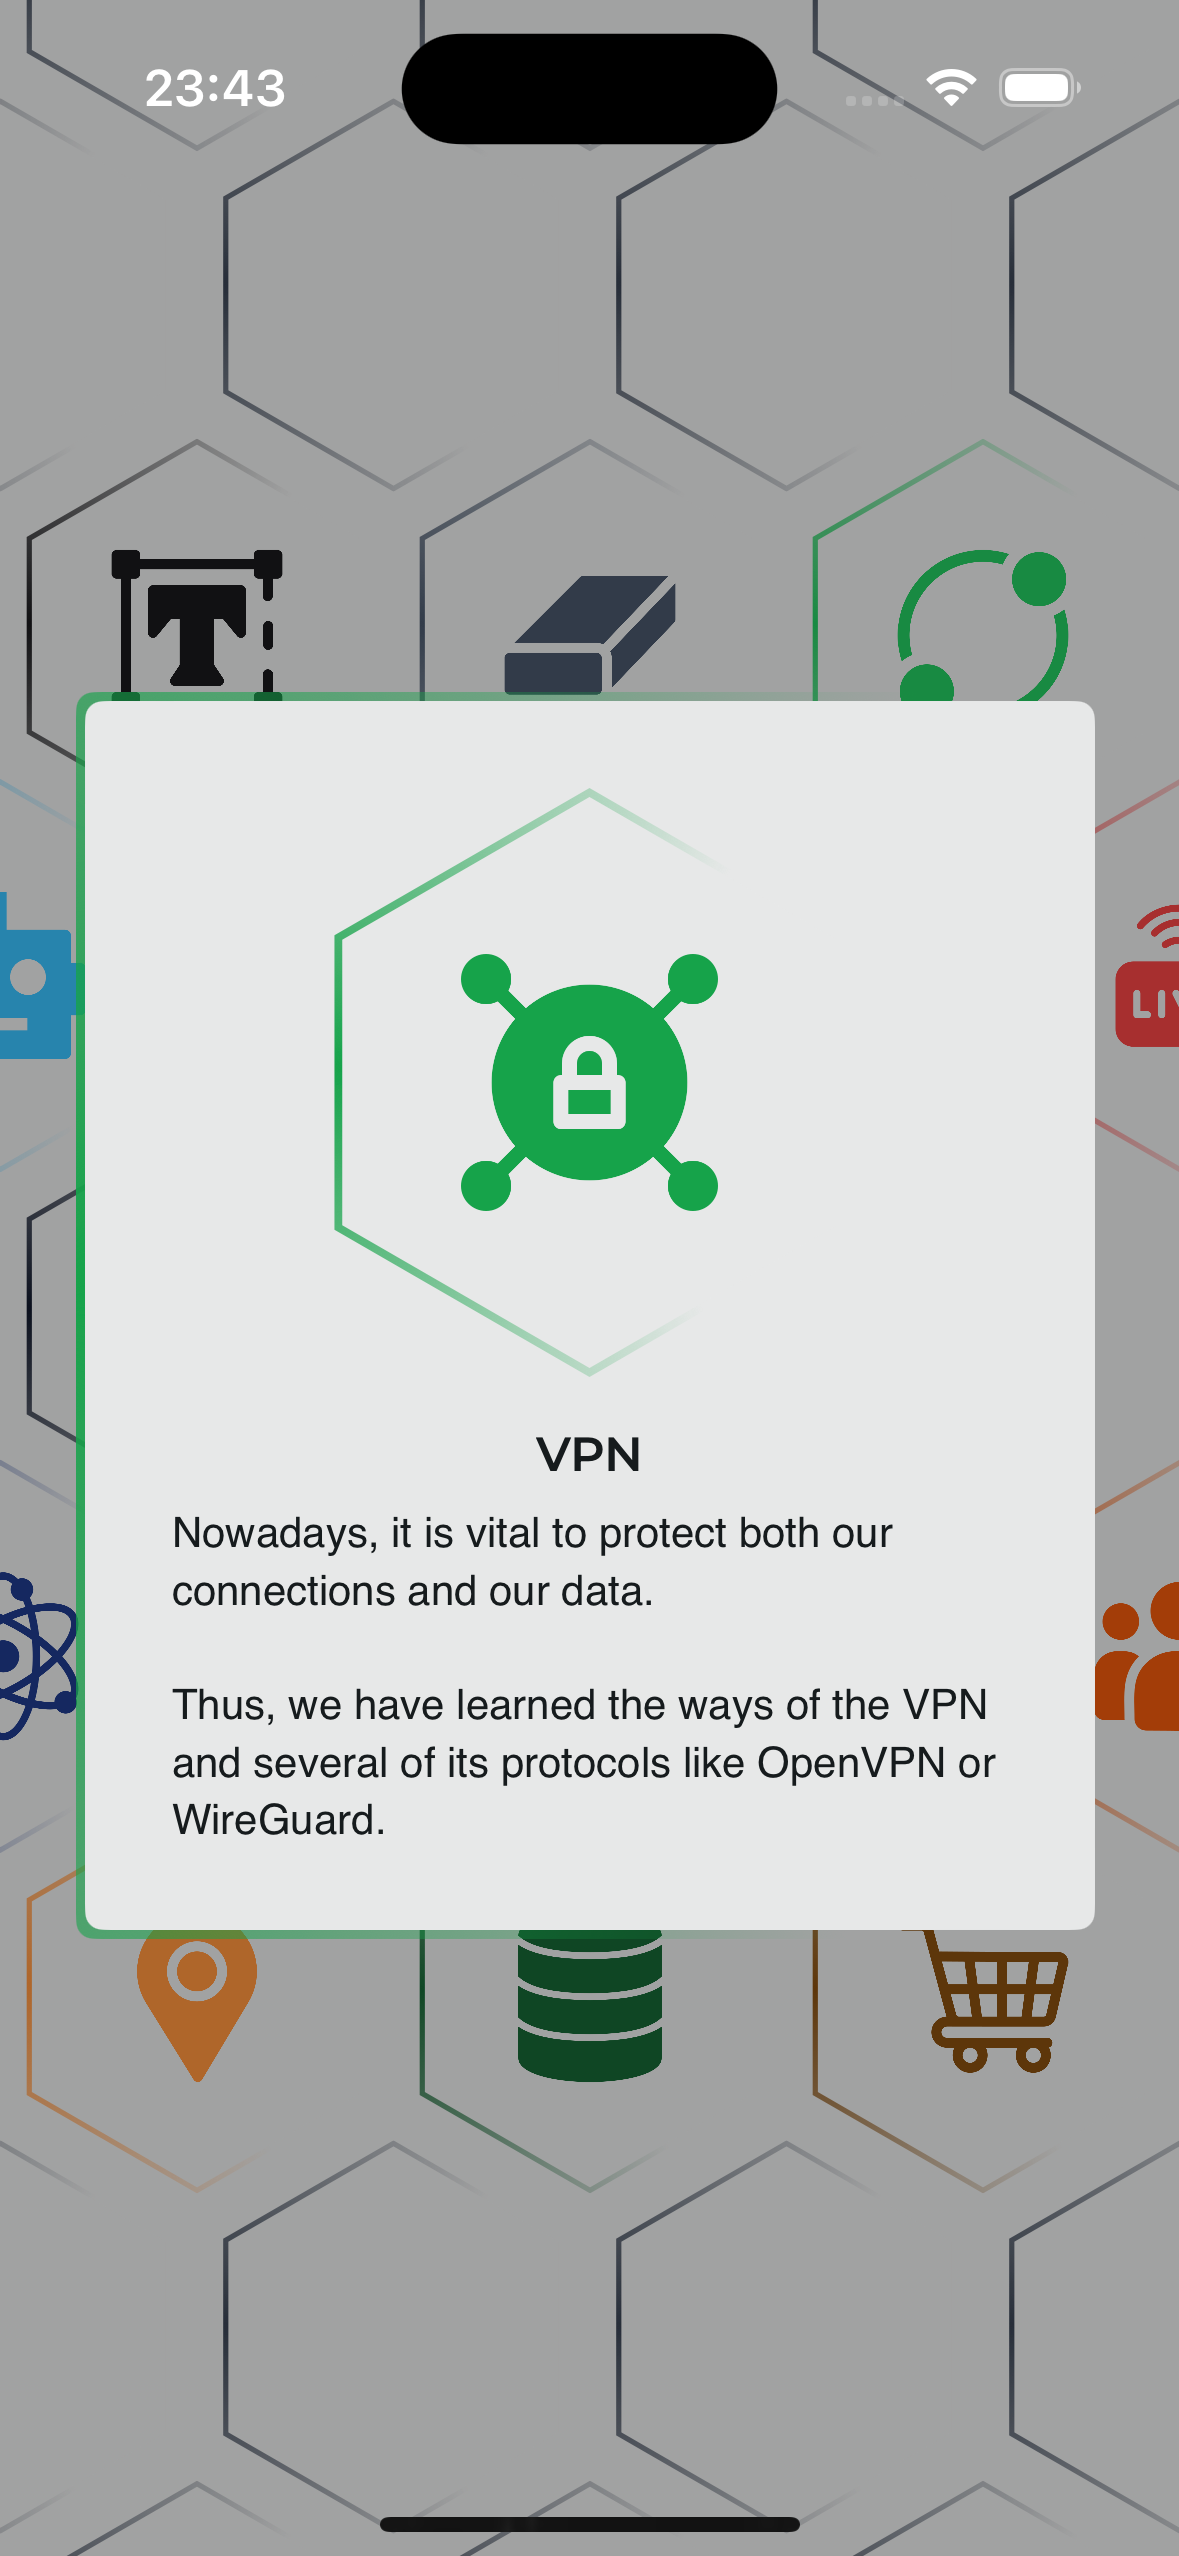 23:43
LIV
VPN
Nowadays, it is vital to protect both our
connections and our data.
Thus, we have learned the ways of the VPN
and several of its protocols like OpenVPN or
WireGuard.